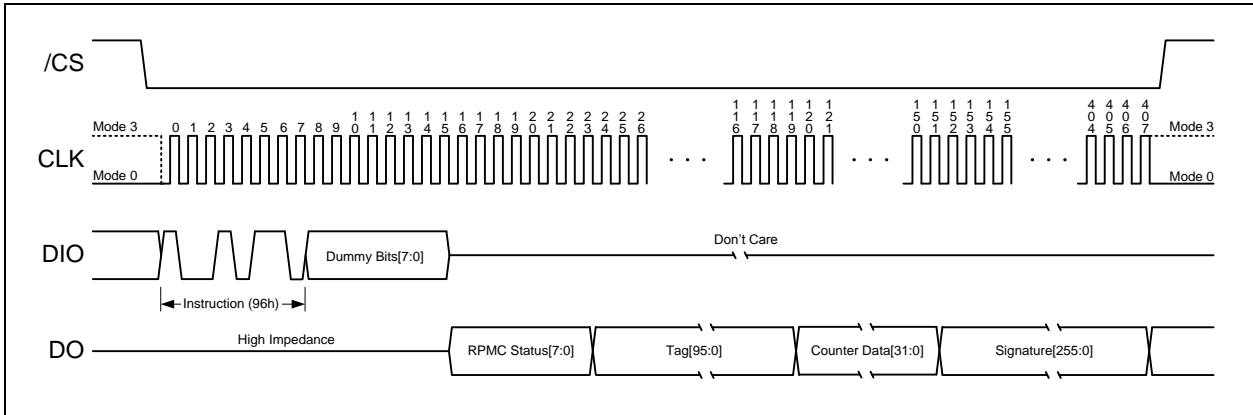 /CS
Mode 3
0 1 2 3 4 5 6 7 8 9 10 11 12 13 14 15 16 17 18 19 20 21 22 23 24 25 26 116 117 118 119 120 121 150 151 152 153 154 155 404 405 406 407
Mode 3
CLK
. . .
. . .
. . .
Mode 0
Mode 0
DIO
Dummy Bits[7:0]
Don't Care
Instruction (96h)
DO
High Impedance
RPMC Status[7:0]
Tag[95:0]
Counter Data[31:0]
Signature[255:0]